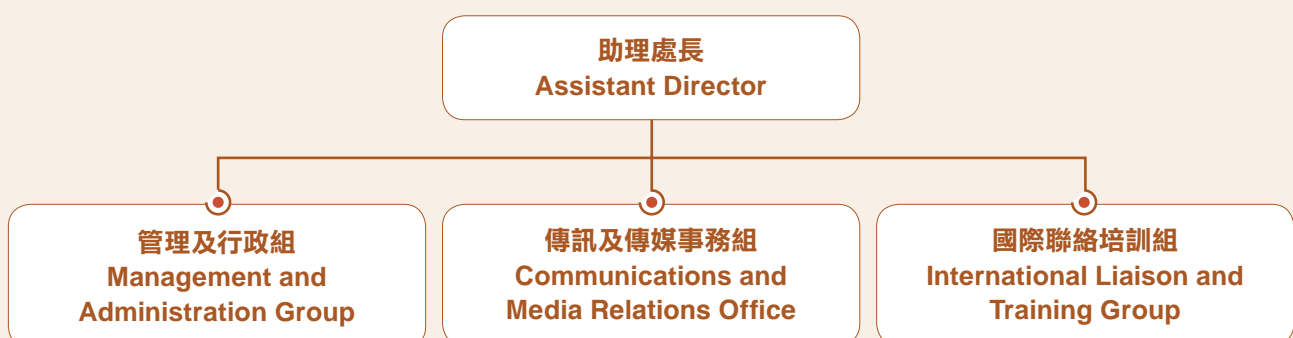 助理處長
Assistant Director
管理及行政組
Management and
Administration Group
傳訊及傳媒事務組
Communications and
Media Relations Office
國際聯絡培訓組
International Liaison and
Training Group